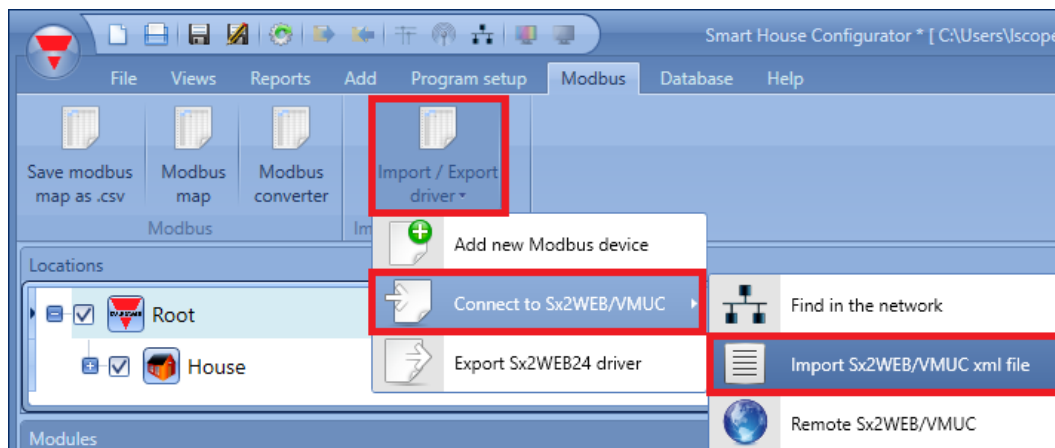 Smart House Configurator * [ C:\Users\lscope
File Views Reports Add Program setup Modbus Database Help
Save modbus map as .csv
Modbus map
Modbus converter
Import / Export driver
Modbus
Im
Add new Modbus device
Connect to Sx2WEB/VMUC
Export Sx2WEB24 driver
Find in the network
Import Sx2WEB/VMUC xml file
Remote Sx2WEB/VMUC
Locations
Root
House
Modules